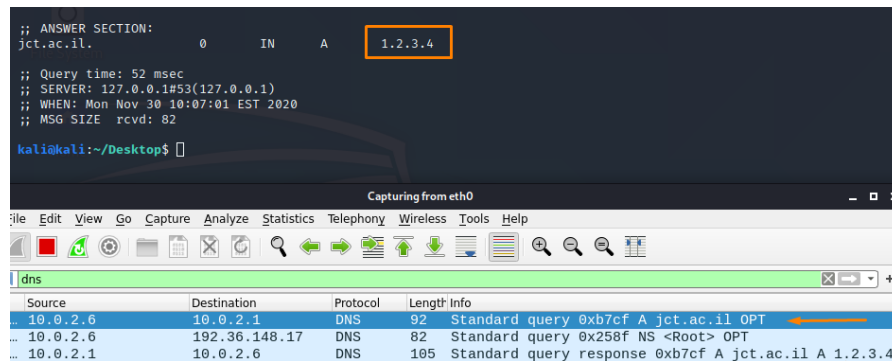 ;; ANSWER SECTION:
jct.ac.il. 0 IN A 1.2.3.4
;; Query time: 52 msec
;; SERVER: 127.0.0.1#53(127.0.0.1)
;; WHEN: Mon Nov 30 10:07:01 EST 2020
;; MSG SIZE rcvd: 82
kali@kali:~/Desktop$
Capturing from eth0
File Edit View Go Capture Analyze Statistics Telephony Wireless Tools Help
dns
Source Destination Protocol Length Info
… 10.0.2.6 10.0.2.1 DNS 92 Standard query 0xb7cf A jct.ac.il OPT
… 10.0.2.6 192.36.148.17 DNS 82 Standard query 0x258f NS <Root> OPT
… 10.0.2.1 10.0.2.6 DNS 105 Standard query response 0xb7cf A jct.ac.il A 1.2.3.4